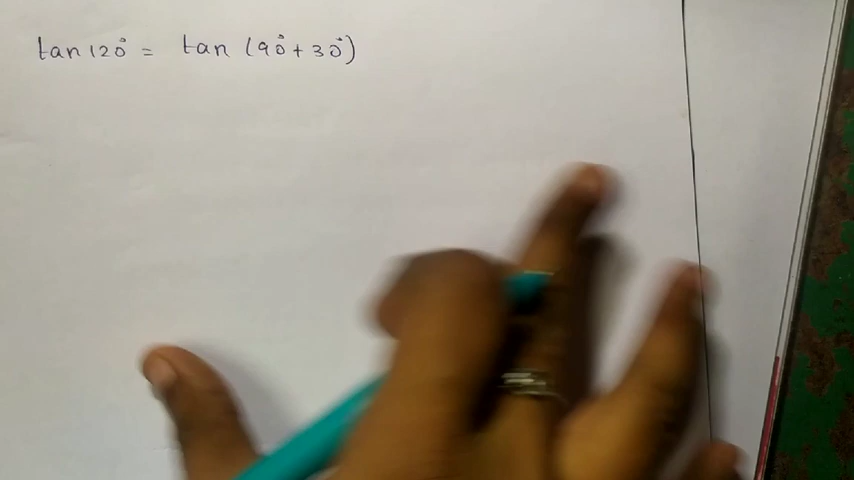 tan 120° = tan (90° + 30°)